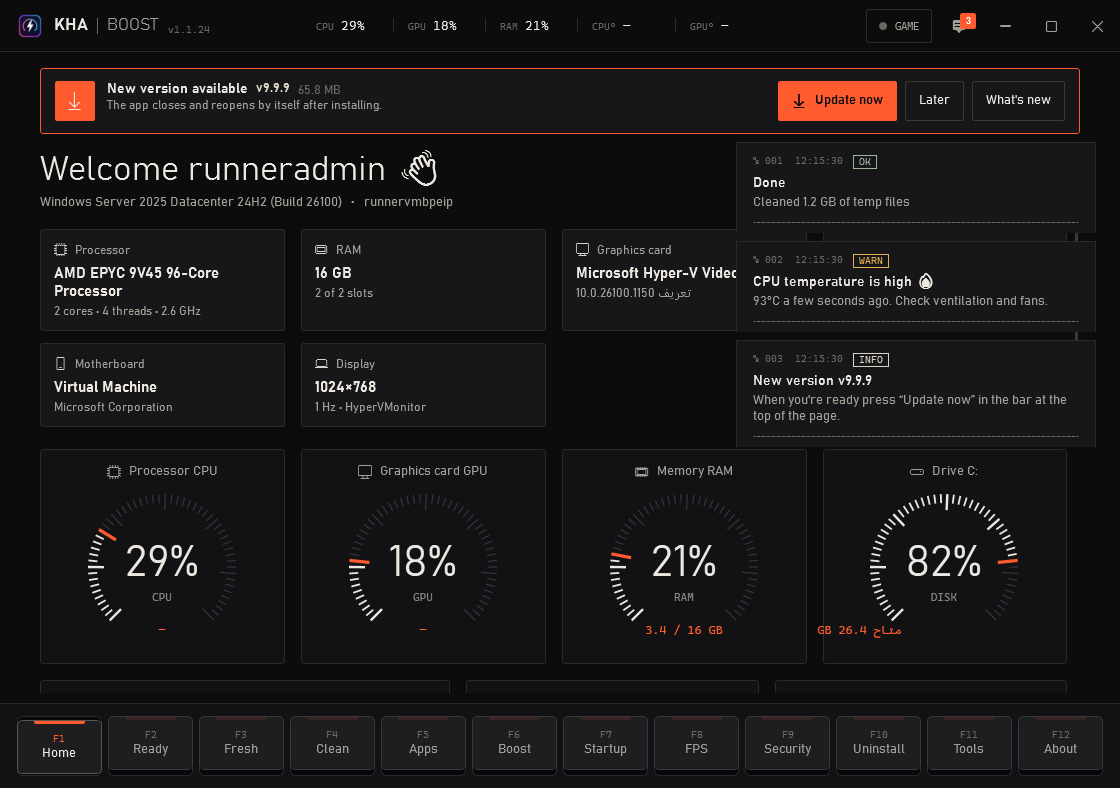 KHA | BOOST v1.1.24
CPU 29% GPU 18% RAM 21% CPU° — GPU° —
GAME
3
New version available v9.9.9 65.8 MB
The app closes and reopens by itself after installing.
Update now
Later
What's new
Welcome runneradmin
Windows Server 2025 Datacenter 24H2 (Build 26100) • runnervmbpeip
Processor
AMD EPYC 9V45 96-Core
Processor
2 cores • 4 threads • 2.6 GHz
RAM
16 GB
2 of 2 slots
Graphics card
Microsoft Hyper-V Video
تعريف 10.0.26100.1150
Motherboard
Virtual Machine
Microsoft Corporation
Display
1024×768
1 Hz • HyperVMonitor
№ 001 12:15:30 OK
Done
Cleaned 1.2 GB of temp files
№ 002 12:15:30 WARN
CPU temperature is high
93°C a few seconds ago. Check ventilation and fans.
№ 003 12:15:30 INFO
New version v9.9.9
When you're ready press “Update now” in the bar at the
top of the page.
Processor CPU
29%
CPU
—
Graphics card GPU
18%
GPU
—
Memory RAM
21%
RAM
3.4 / 16 GB
Drive C:
82%
DISK
متاح 26.4 GB
F1
Home
F2
Ready
F3
Fresh
F4
Clean
F5
Apps
F6
Boost
F7
Startup
F8
FPS
F9
Security
F10
Uninstall
F11
Tools
F12
About